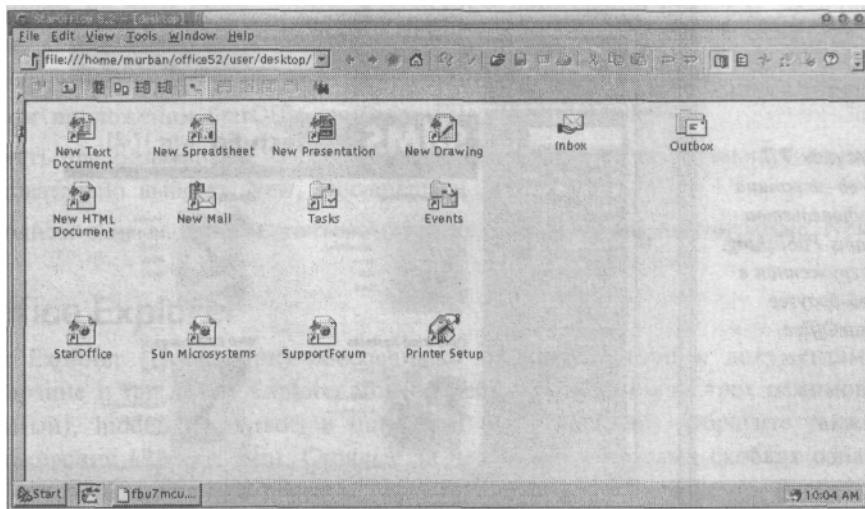 StarOffice 5.2 - [desktop]
File Edit View Tools Window Help
file:///home/murban/office52/user/desktop/
New Text Document
New Spreadsheet
New Presentation
New Drawing
Inbox
Outbox
New HTML Document
New Mail
Tasks
Events
StarOffice
Sun Microsystems
SupportForum
Printer Setup
Start
fbu7mcu...
10:04 AM